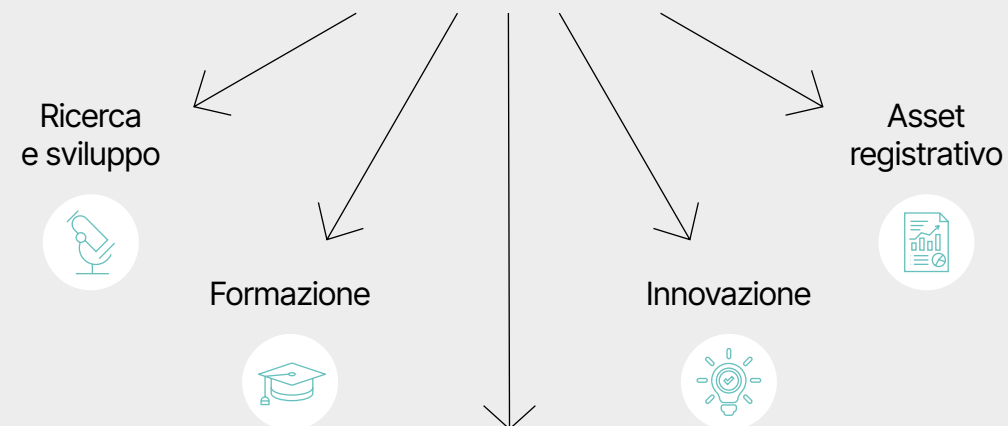 Ricerca
e sviluppo
Asset
registrativo
Formazione
Innovazione